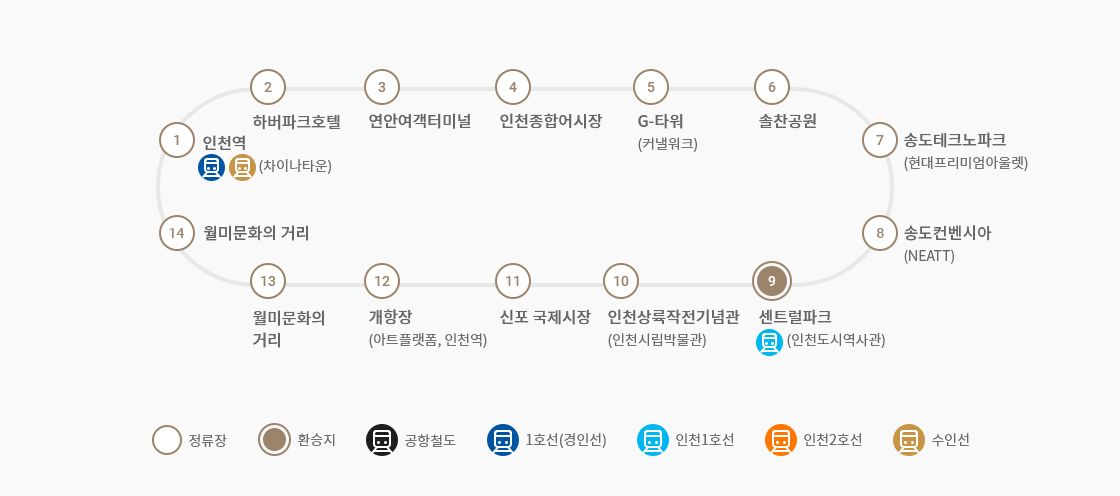 2
하버파크호텔
3
연안여객터미널
4
인천종합어시장
5
G-타워
(커낼워크)
6
솔찬공원
1
인천역
(차이나타운)
7
송도테크노파크
(현대프리미엄아울렛)
14
월미문화의 거리
8
송도컨벤시아
(NEATT)
13
월미문화의
거리
12
개항장
(아트플랫폼, 인천역)
11
신포 국제시장
10
인천상륙작전기념관
(인천시립박물관)
9
센트럴파크
(인천도시역사관)
정류장
환승지
공항철도
1호선(경인선)
인천1호선
인천2호선
수인선